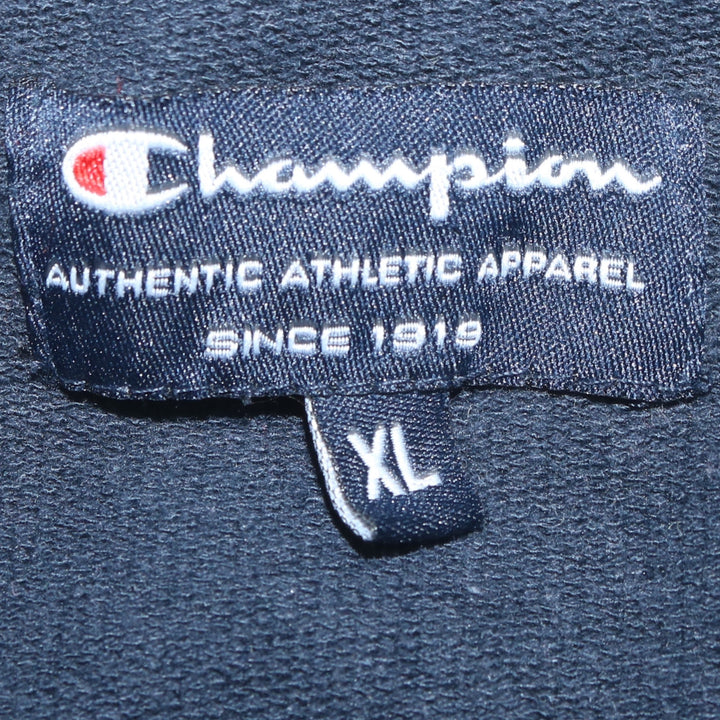 Champion
AUTHENTIC ATHLETIC APPAREL
SINCE 1919
XL